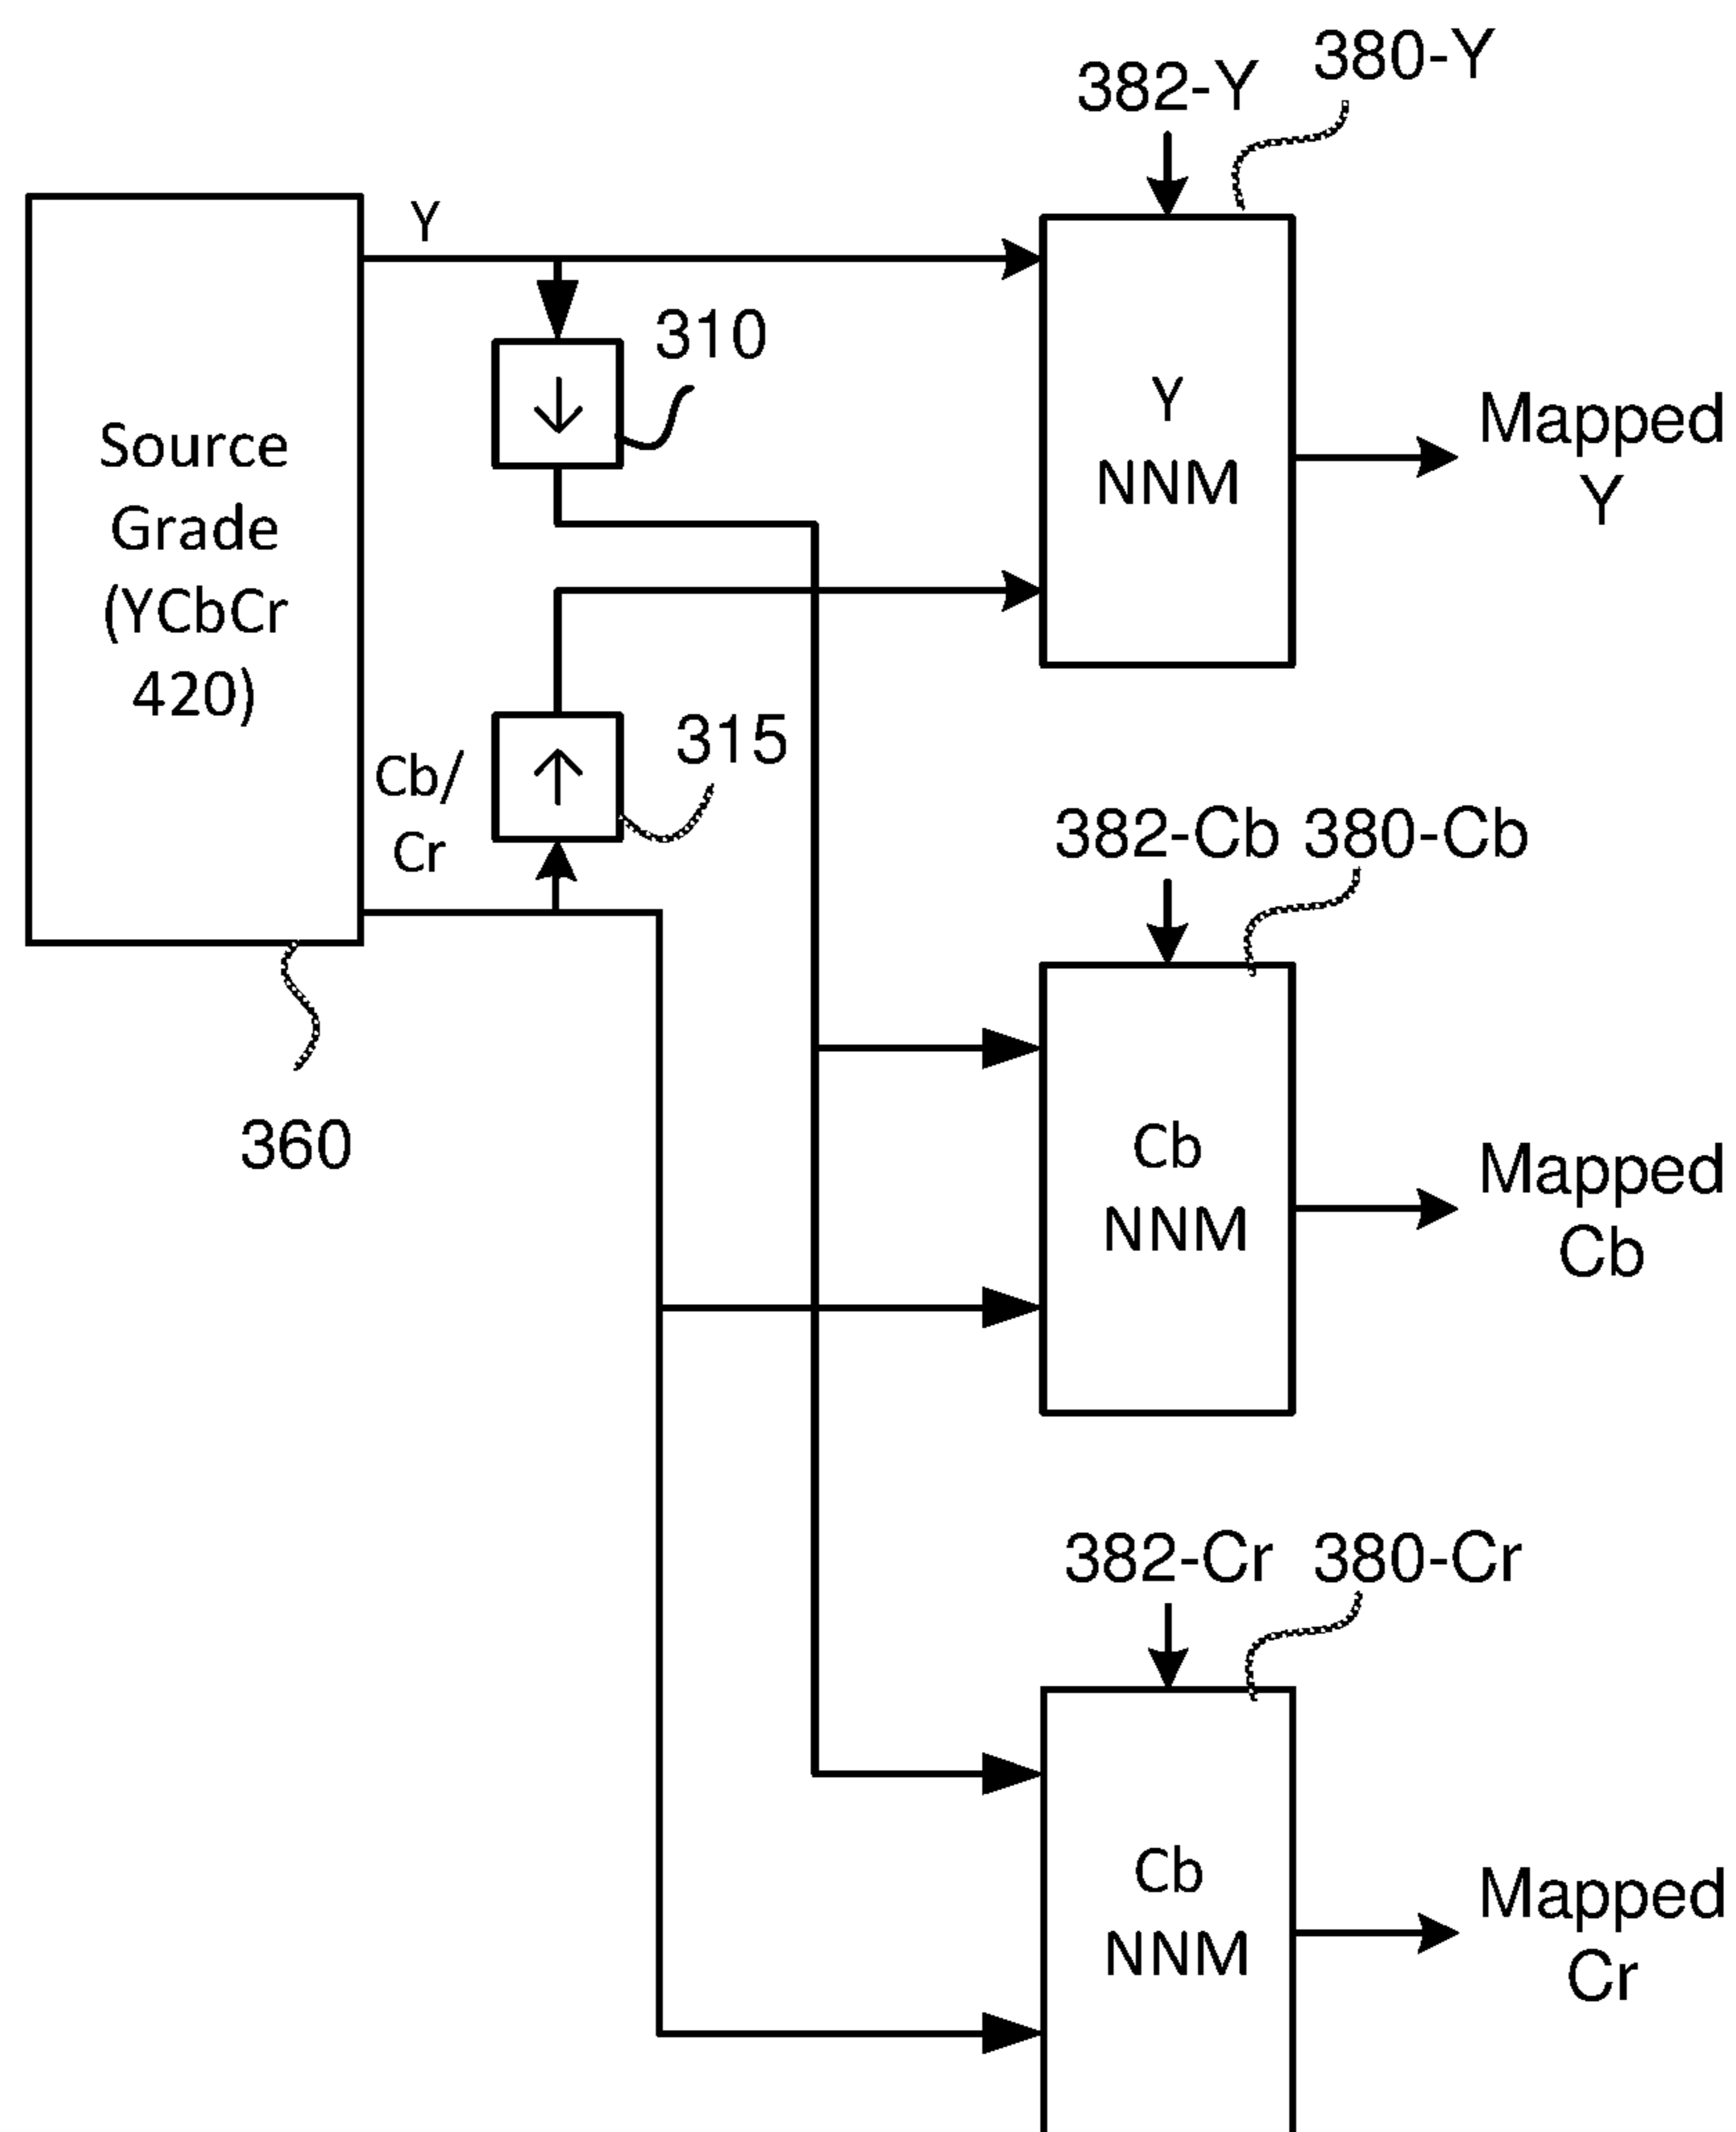 380-Y
382-Y
Y
310
Source
Grade
(YCbCr
420)
Y
NNM
Mapped
Y
315
Cb/
Cr
382-Cb 380-Cb
360
Cb
NNM
Mapped
Cb
382-Cr 380-Cr
Cb
NNM
Mapped
Cr